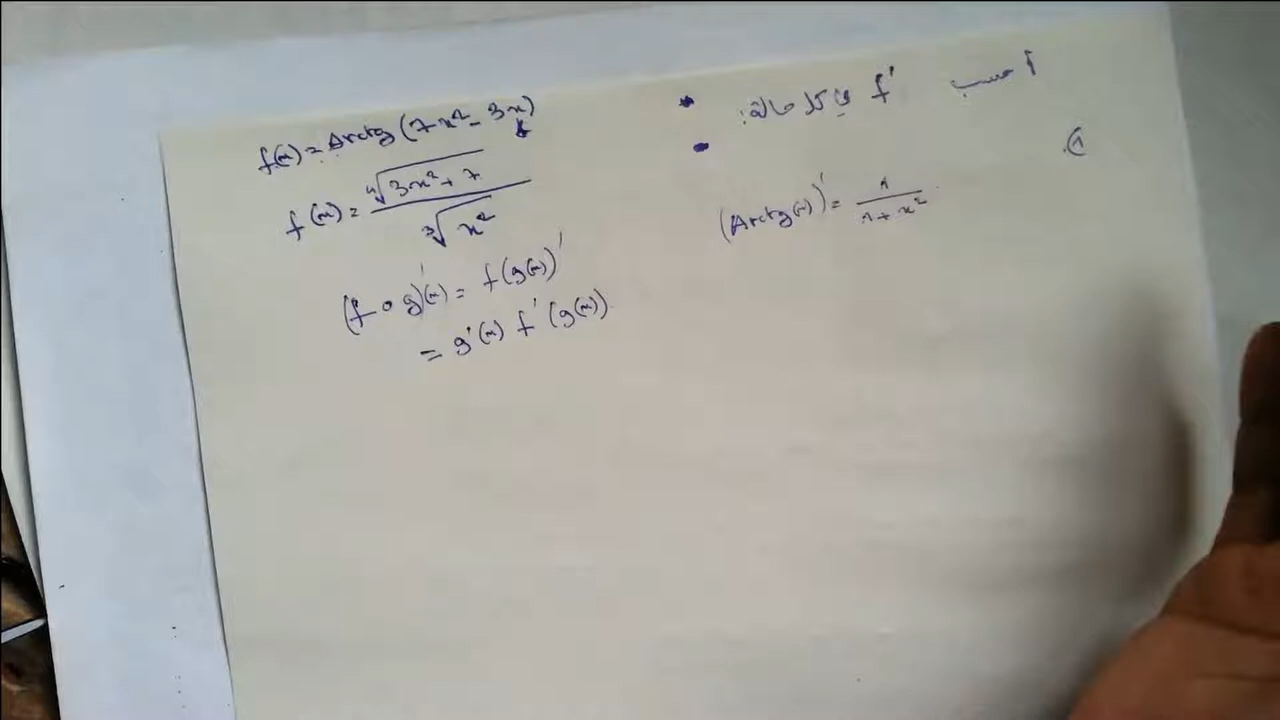 أحسب f' في كل حالة:
f(x) = Arctg(7x² - 3x)
f(x) = ⁴√(3x² + 7) / ³√(x²)
(f o g)'(x) = f(g(x))'
= g'(x) f'(g(x)).
1)
(Arctg(x))' = 1 / (1 + x²)